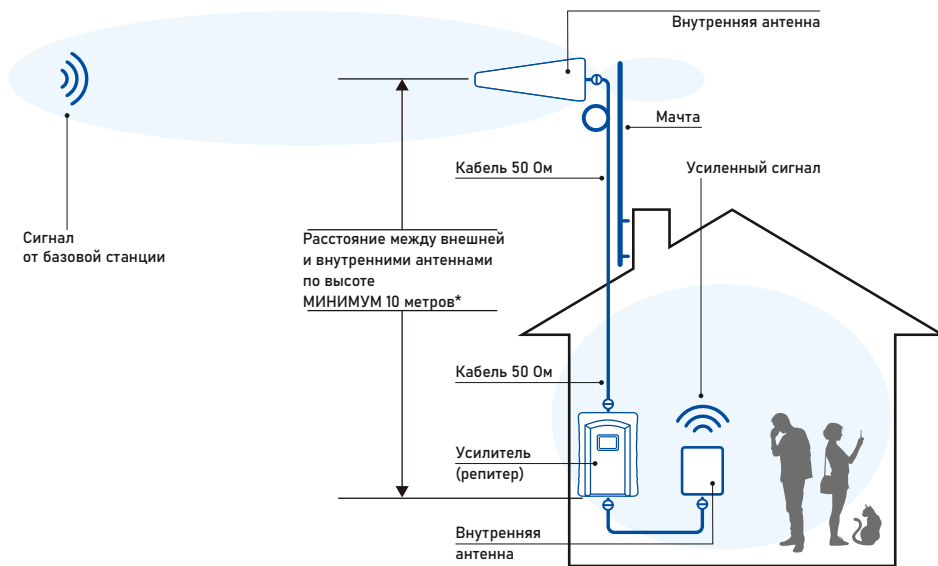 Внутренняя антенна
Мачта
Кабель 50 Ом
Усиленный сигнал
Сигнал
от базовой станции
Расстояние между внешней
и внутренними антеннами
по высоте
МИНИМУМ 10 метров*
Кабель 50 Ом
Усилитель
(репитер)
Внутренняя
антенна